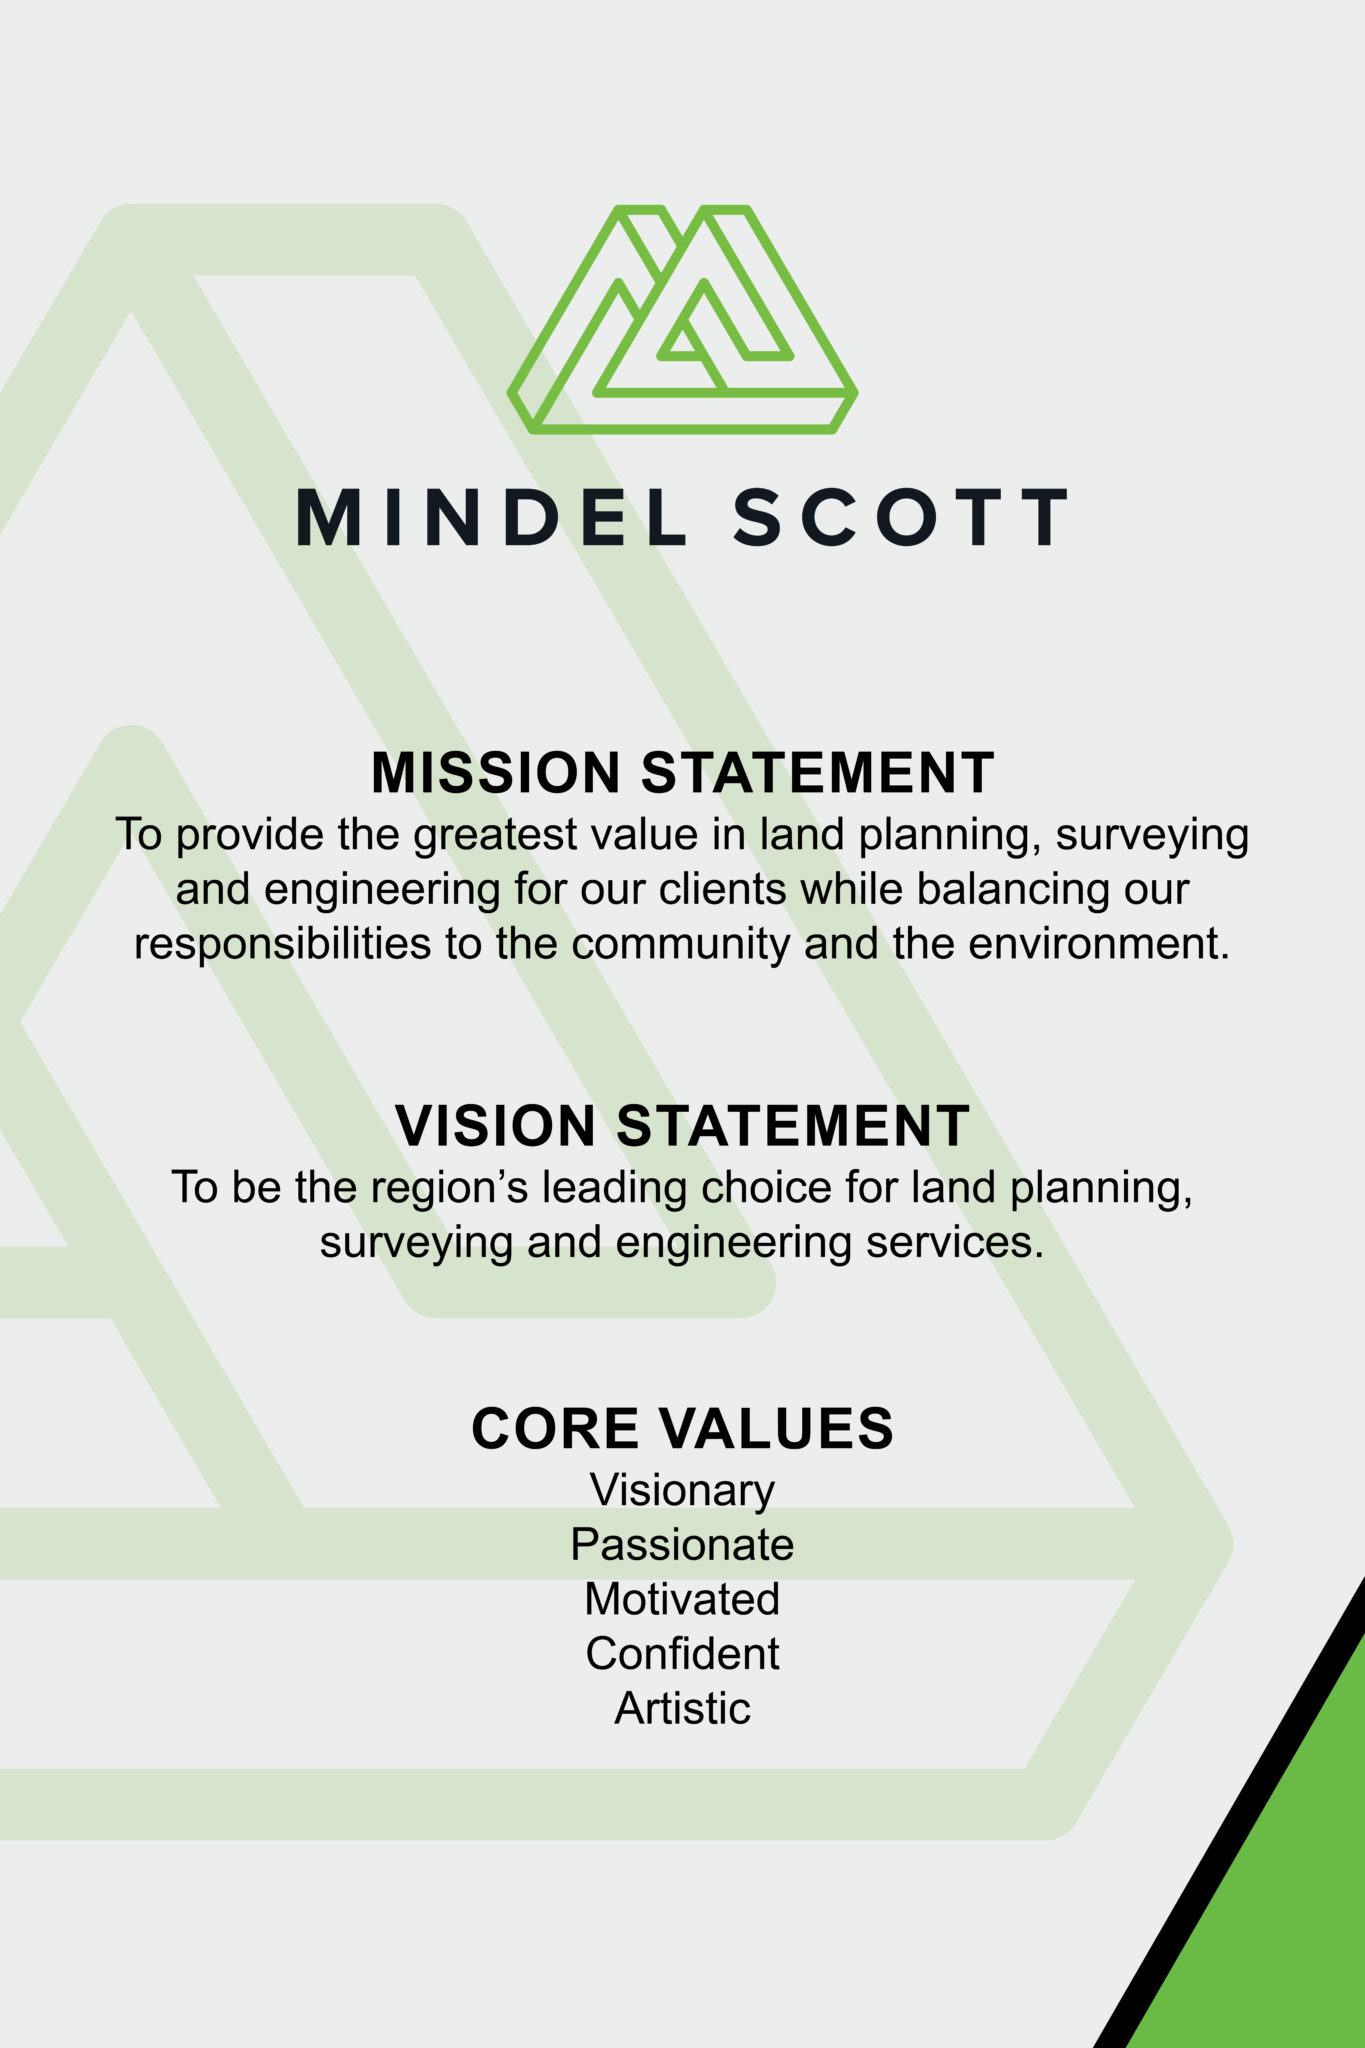 MINDEL SCOTT
MISSION STATEMENT
To provide the greatest value in land planning, surveying
and engineering for our clients while balancing our
responsibilities to the community and the environment.
VISION STATEMENT
To be the region’s leading choice for land planning,
surveying and engineering services.
CORE VALUES
Visionary
Passionate
Motivated
Confident
Artistic